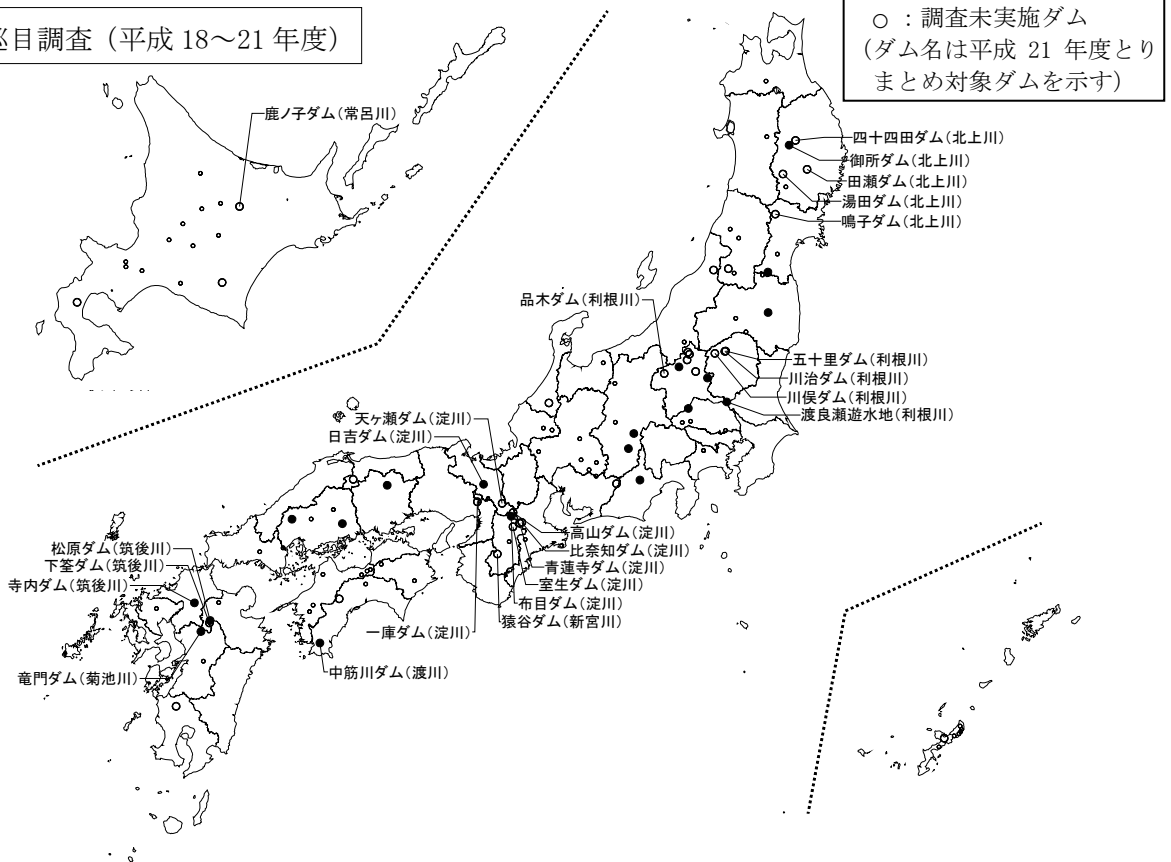 巡目調査（平成 18～21 年度）
○ ：調査未実施ダム
（ダム名は平成 21 年度とり
まとめ対象ダムを示す）
鹿ノ子ダム(常呂川)
四十四田ダム(北上川)
御所ダム(北上川)
田瀬ダム(北上川)
湯田ダム(北上川)
鳴子ダム(北上川)
品木ダム(利根川)
五十里ダム(利根川)
川治ダム(利根川)
川俣ダム(利根川)
渡良瀬遊水地(利根川)
天ヶ瀬ダム(淀川)
日吉ダム(淀川)
高山ダム(淀川)
比奈知ダム(淀川)
青蓮寺ダム(淀川)
室生ダム(淀川)
布目ダム(淀川)
猿谷ダム(新宮川)
一庫ダム(淀川)
松原ダム(筑後川)
下筌ダム(筑後川)
寺内ダム(筑後川)
竜門ダム(菊池川)
中筋川ダム(渡川)